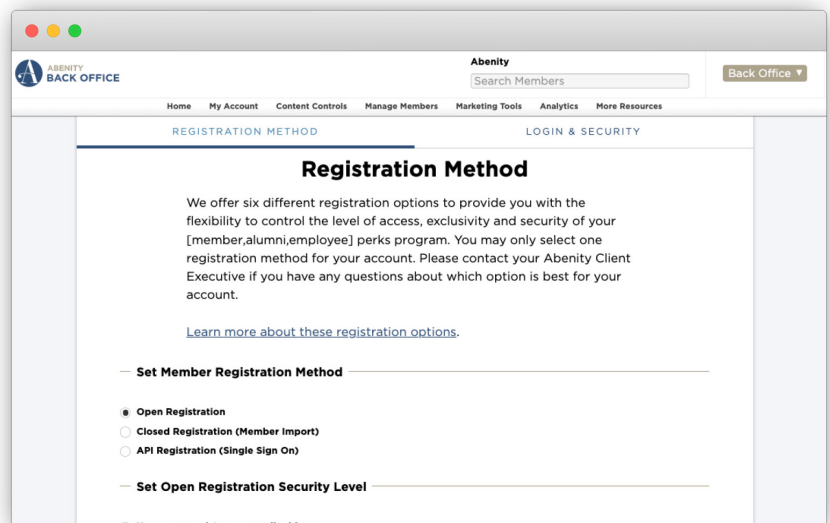 ABENITY
BACK OFFICE
Abenity
Search Members
Back Office ▼
Home My Account Content Controls Manage Members Marketing Tools Analytics More Resources
REGISTRATION METHOD LOGIN & SECURITY
Registration Method
We offer six different registration options to provide you with the
flexibility to control the level of access, exclusivity and security of your
[member,alumni,employee] perks program. You may only select one
registration method for your account. Please contact your Abenity Client
Executive if you have any questions about which option is best for your
account.
Learn more about these registration options.
Set Member Registration Method
Open Registration
Closed Registration (Member Import)
API Registration (Single Sign On)
Set Open Registration Security Level